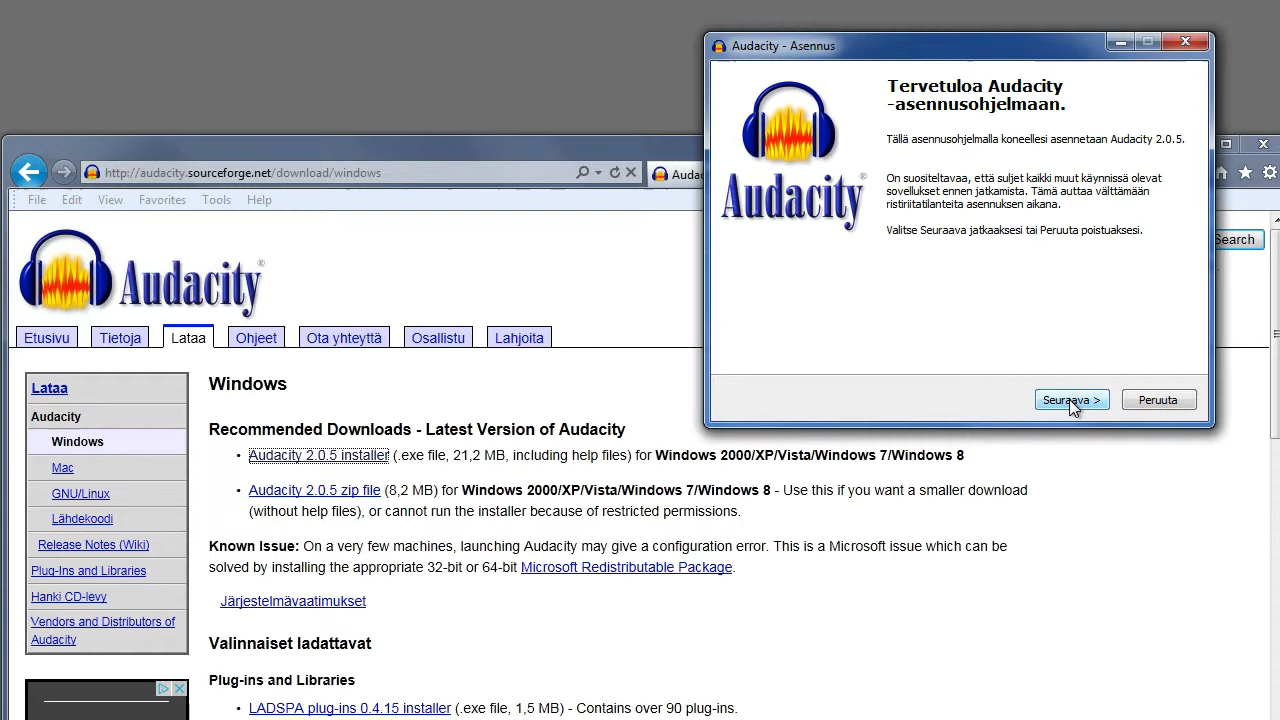 Audacity - Asennus
Audacity
Tervetuloa Audacity
-asennusohjelmaan.
Tällä asennusohjelmalla koneellesi asennetaan Audacity 2.0.5.
On suositeltavaa, että suljet kaikki muut käynnissä olevat
sovellukset ennen jatkamista. Tämä auttaa välttämään
ristiriitatilanteita asennuksen aikana.
Valitse Seuraava jatkaaksesi tai Peruuta poistuaksesi.
Seuraava >
Peruuta
http://audacity.sourceforge.net/download/windows
File Edit View Favorites Tools Help
Search
Audacity
Etusivu Tietoja Lataa Ohjeet Ota yhteyttä Osallistu Lahjoita
Lataa
Audacity
Windows
Mac
GNU/Linux
Lähdekoodi
Release Notes (Wiki)
Plug-Ins and Libraries
Hanki CD-levy
Vendors and Distributors of
Audacity
Windows
Recommended Downloads - Latest Version of Audacity
• Audacity 2.0.5 installer (.exe file, 21,2 MB, including help files) for Windows 2000/XP/Vista/Windows 7/Windows 8
• Audacity 2.0.5 zip file (8,2 MB) for Windows 2000/XP/Vista/Windows 7/Windows 8 - Use this if you want a smaller download
(without help files), or cannot run the installer because of restricted permissions.
Known Issue: On a very few machines, launching Audacity may give a configuration error. This is a Microsoft issue which can be
solved by installing the appropriate 32-bit or 64-bit Microsoft Redistributable Package.
Järjestelmävaatimukset
Valinnaiset ladattavat
Plug-ins and Libraries
• LADSPA plug-ins 0.4.15 installer (.exe file, 1,5 MB) - Contains over 90 plug-ins.